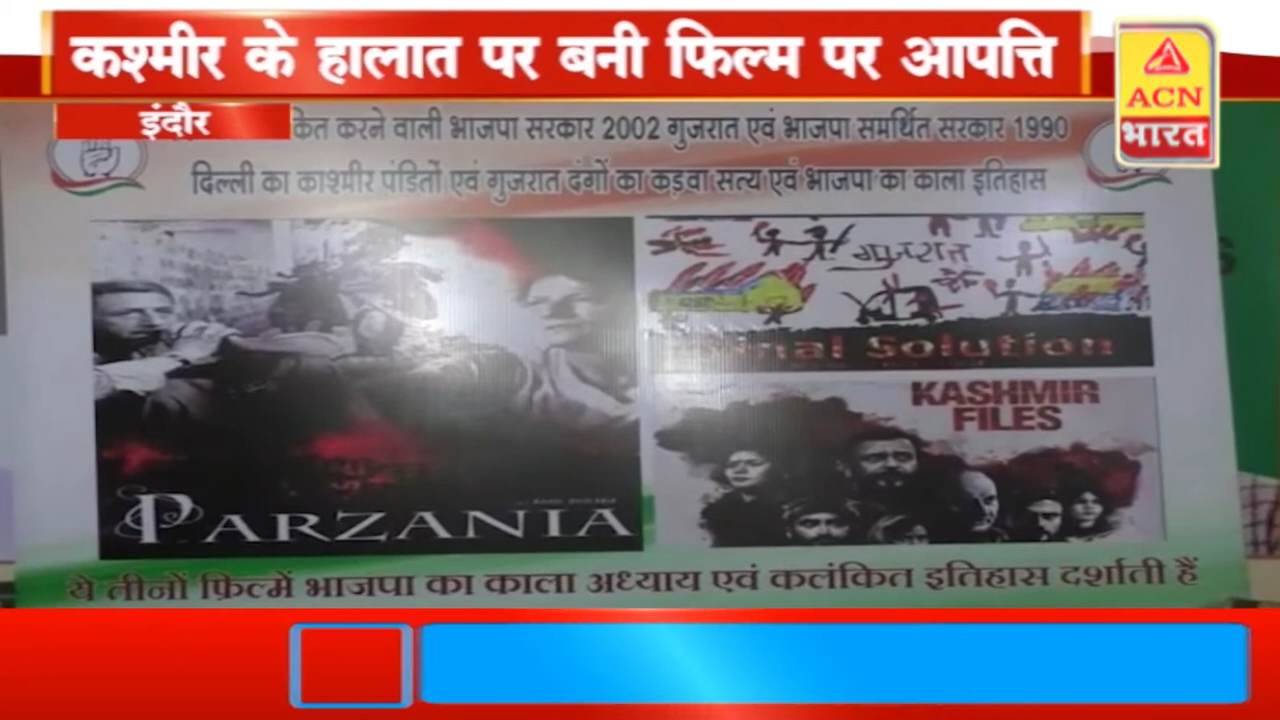 कश्मीर के हालात पर बनी फिल्म पर आपत्ति
ACN
भारत
इंदौर
करने वाली भाजपा सरकार 2002 गुजरात एवं भाजपा समर्थित सरकार 1990
दिल्ली का काश्मीर पंडितों एवं गुजरात दंगों का कड़वा सत्य एवं भाजपा का काला इतिहास
गुजरात
Final Solution
KASHMIR
FILES
PARZANIA
ये तीनों फ़िल्में भाजपा का काला अध्याय एवं कलंकित इतिहास दर्शाती हैं